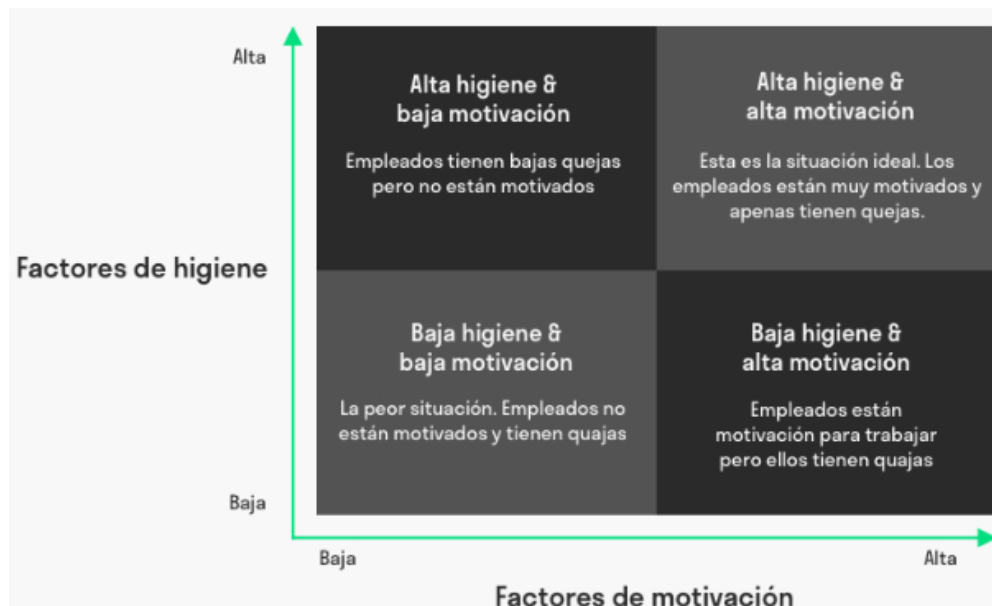 Alta
Alta higiene &
baja motivación
Empleados tienen bajas quejas
pero no están motivados
Alta higiene &
alta motivación
Esta es la situación ideal. Los
empleados están muy motivados y
apenas tienen quejas.
Factores de higiene
Baja higiene &
baja motivación
La peor situación. Empleados no
están motivados y tienen quajas
Baja higiene &
alta motivación
Empleados están
motivación para trabajar
pero ellos tienen quajas
Baja
Baja
Alta
Factores de motivación